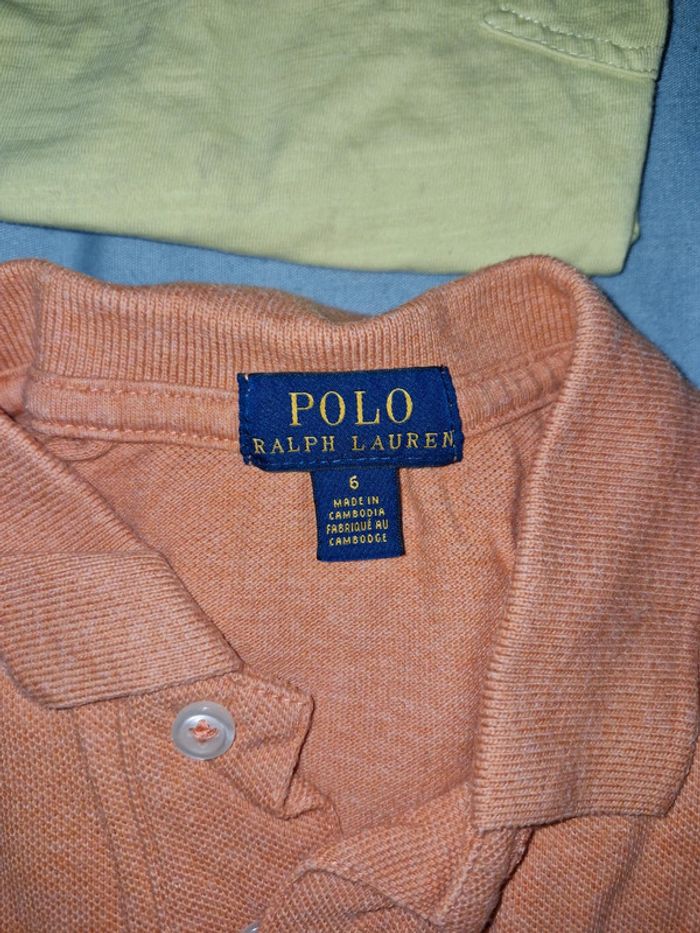 POLO
RALPH LAUREN
6
MADE IN
CAMBODIA
FABRIQUÉ AU
CAMBODGE